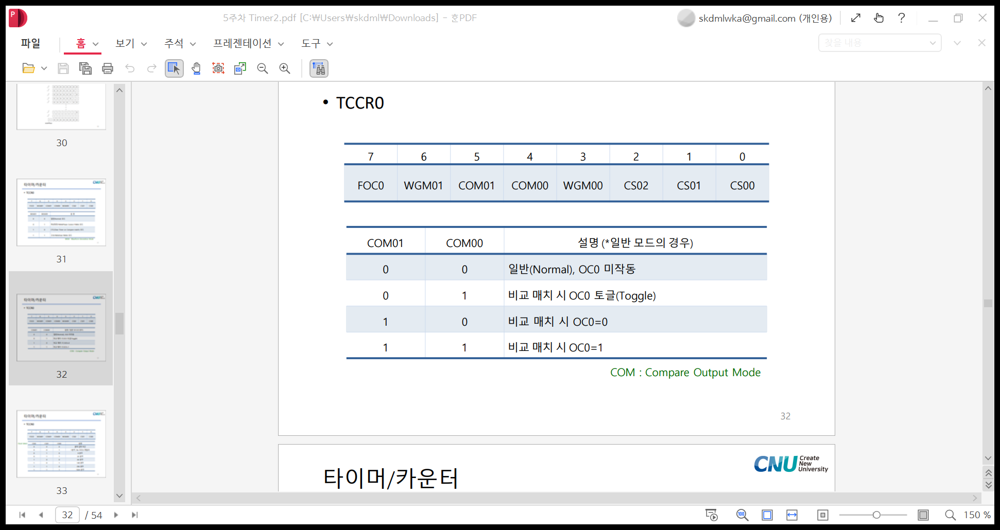 5주차 Timer2.pdf [C:￦Users￦skdml￦Downloads] - 훈PDF
skdmlwka@gmail.com (개인용)
파일
홈
보기
주석
프레젠테이션
도구
찾을 내용
30
31
32
33
• TCCR0
7 6 5 4 3 2 1 0
FOC0 WGM01 COM01 COM00 WGM00 CS02 CS01 CS00
COM01 COM00 설명 (*일반 모드의 경우)
0 0 일반(Normal), OC0 미작동
0 1 비교 매치 시 OC0 토글(Toggle)
1 0 비교 매치 시 OC0=0
1 1 비교 매치 시 OC0=1
COM : Compare Output Mode
32
CNU Create
New
University
타이머/카운터
32 / 54
150 %